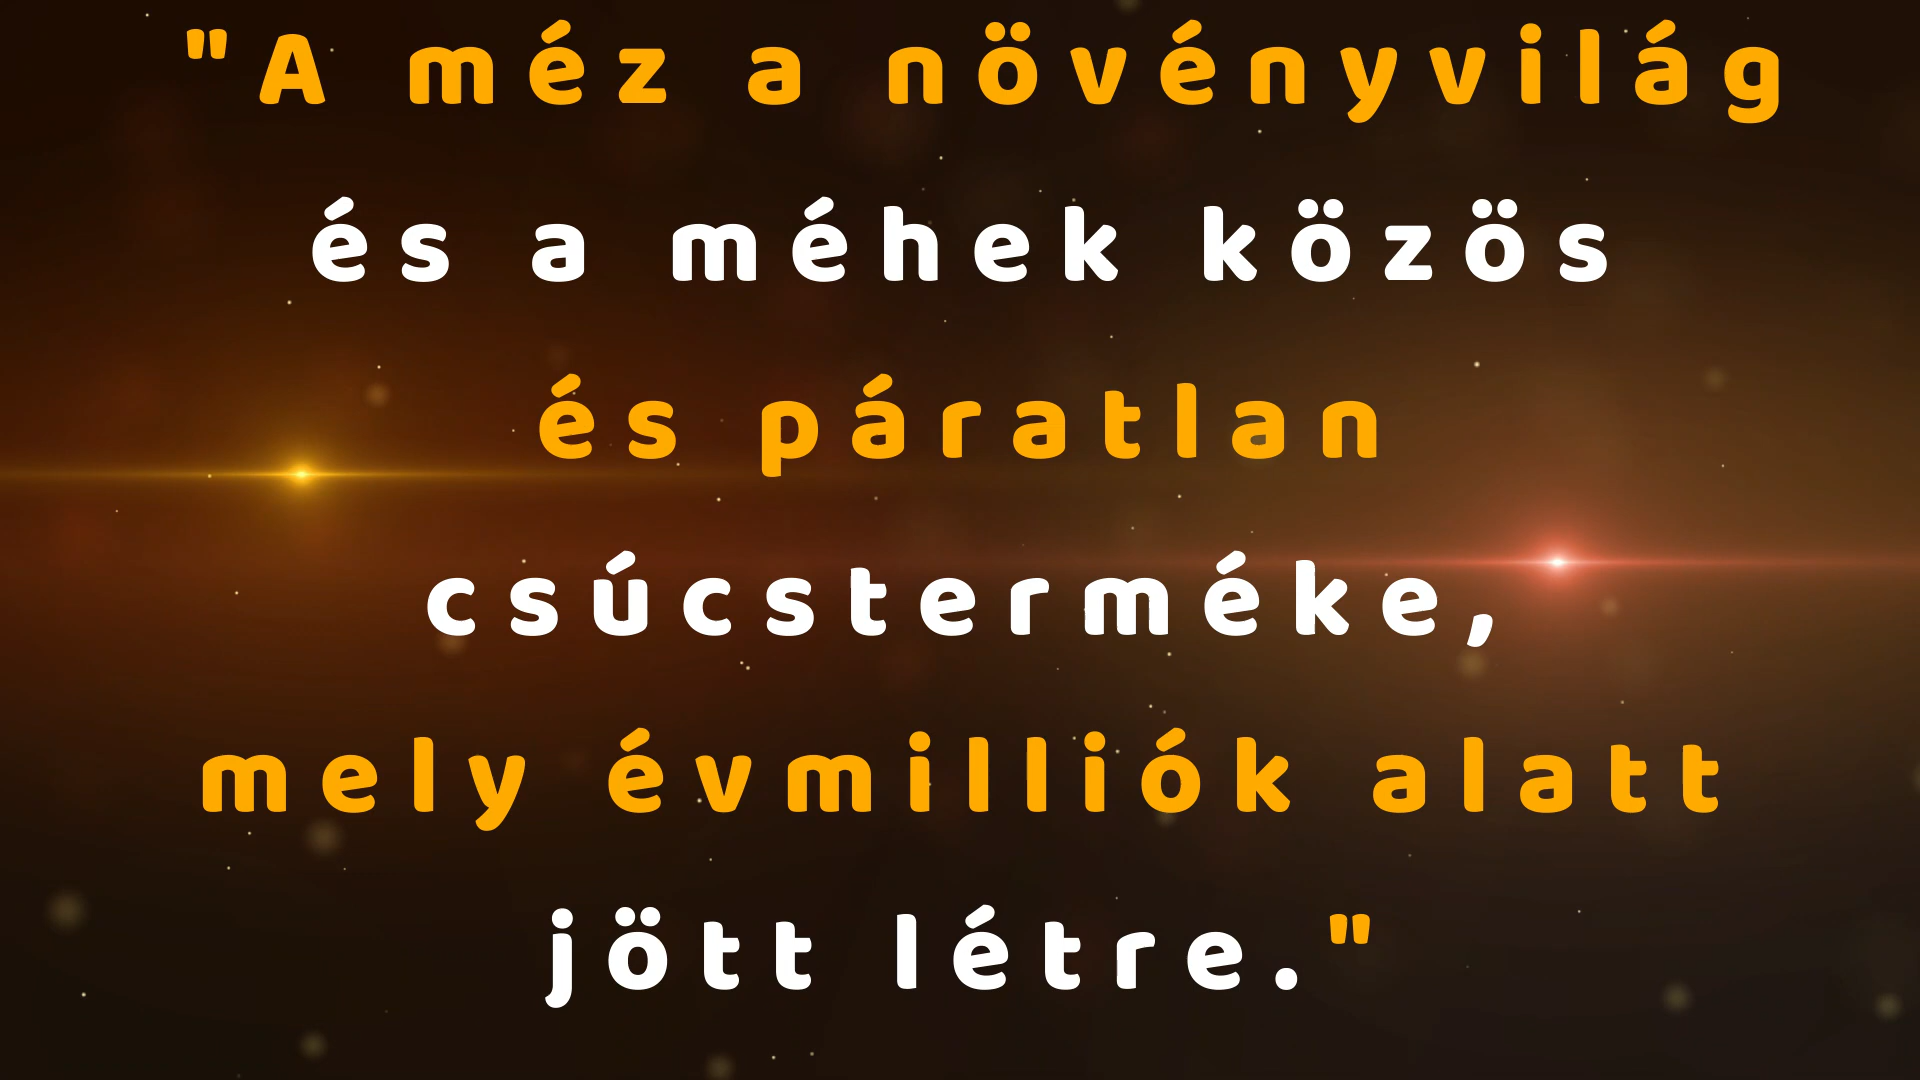 "A méz a növényvilág
és a méhek közös
és páratlan
csúcsterméke,
mely évmilliók alatt
jött létre."